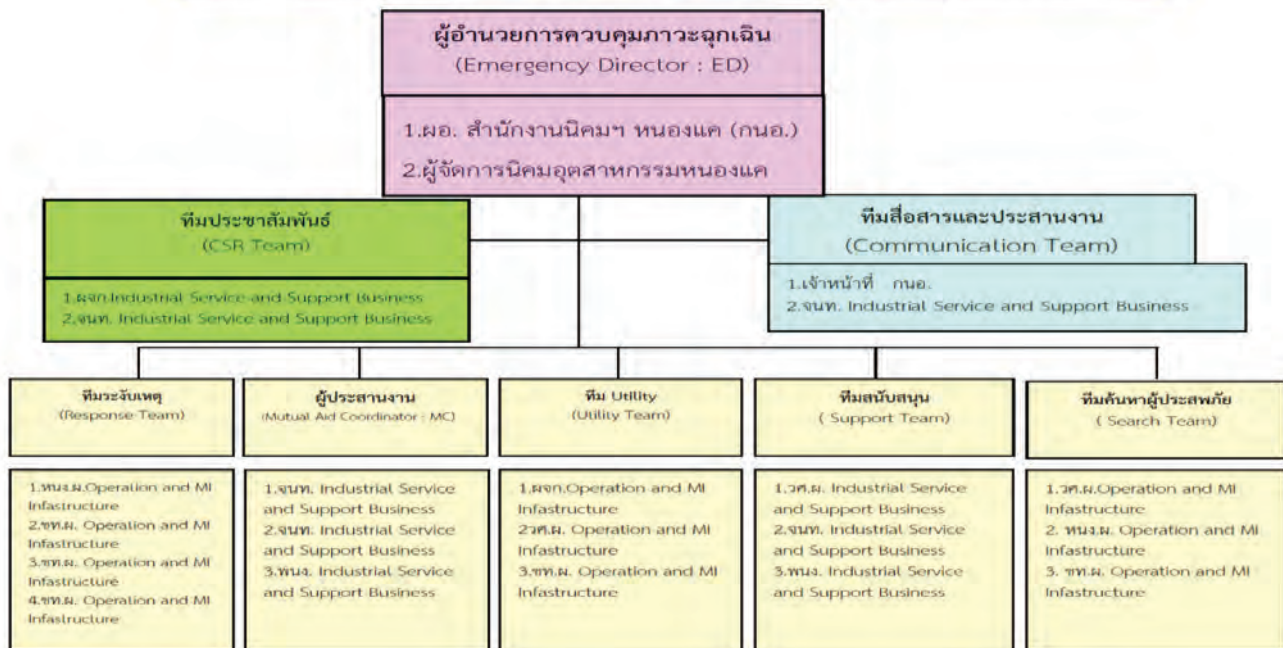 ผู้อำนวยการควบคุมภาวะฉุกเฉิน
(Emergency Director : ED)
1.ผอ. สำนักงานนิคมฯ หนองแค (กนอ.)
2.ผู้จัดการนิคมอุตสาหกรรมหนองแค
ทีมประชาสัมพันธ์
(CSR Team)
1.ผจก.Industrial Service and Support Business
2.จนท. Industrial Service and Support Business
ทีมสื่อสารและประสานงาน
(Communication Team)
1.เจ้าหน้าที่ กนอ.
2.จนท. Industrial Service and Support Business
ทีมระงับเหตุ
(Response Team)
1.หนง.ผ.Operation and MI
Infastructure
2.ชท.ผ. Operation and MI
Infastructure
3.ชท.ผ. Operation and MI
Infastructure
4.ชท.ผ. Operation and MI
Infastructure
ผู้ประสานงาน
(Mutual Aid Coordinator : MC)
1.จนท. Industrial Service
and Support Business
2.จนท. Industrial Service
and Support Business
3.พนง. Industrial Service
and Support Business
ทีม Utility
(Utility Team)
1.ผจก.Operation and MI
Infastructure
2วศ.ผ. Operation and MI
Infastructure
3.ชท.ผ. Operation and MI
Infastructure
ทีมสนับสนุน
( Support Team)
1.วศ.ผ. Industrial Service
and Support Business
2.จนท. Industrial Service
and Support Business
3.พนง. Industrial Service
and Support Business
ทีมค้นหาผู้ประสพภัย
( Search Team)
1.วศ.ผ.Operation and MI
Infastructure
2. หนง.ผ. Operation and MI
Infastructure
3. ชท.ผ. Operation and MI
Infastructure